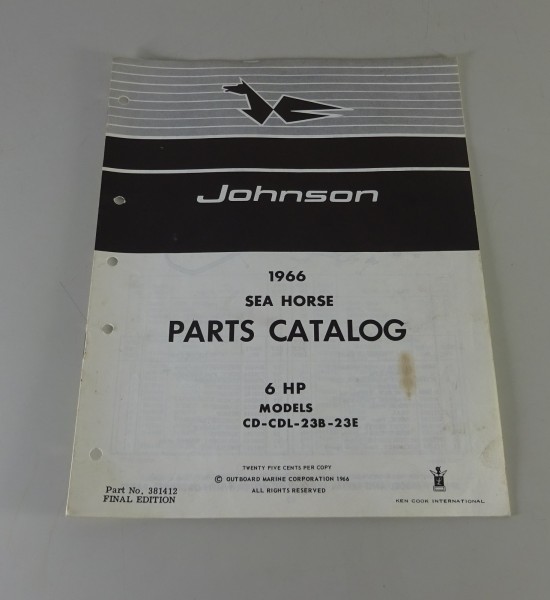 Johnson
1966
SEA HORSE
PARTS CATALOG
6 HP
MODELS
CD-CDL-23B-23E
TWENTY FIVE CENTS PER COPY
© OUTBOARD MARINE CORPORATION 1966
ALL RIGHTS RESERVED
Part No. 381412
FINAL EDITION
KEN COOK INTERNATIONAL